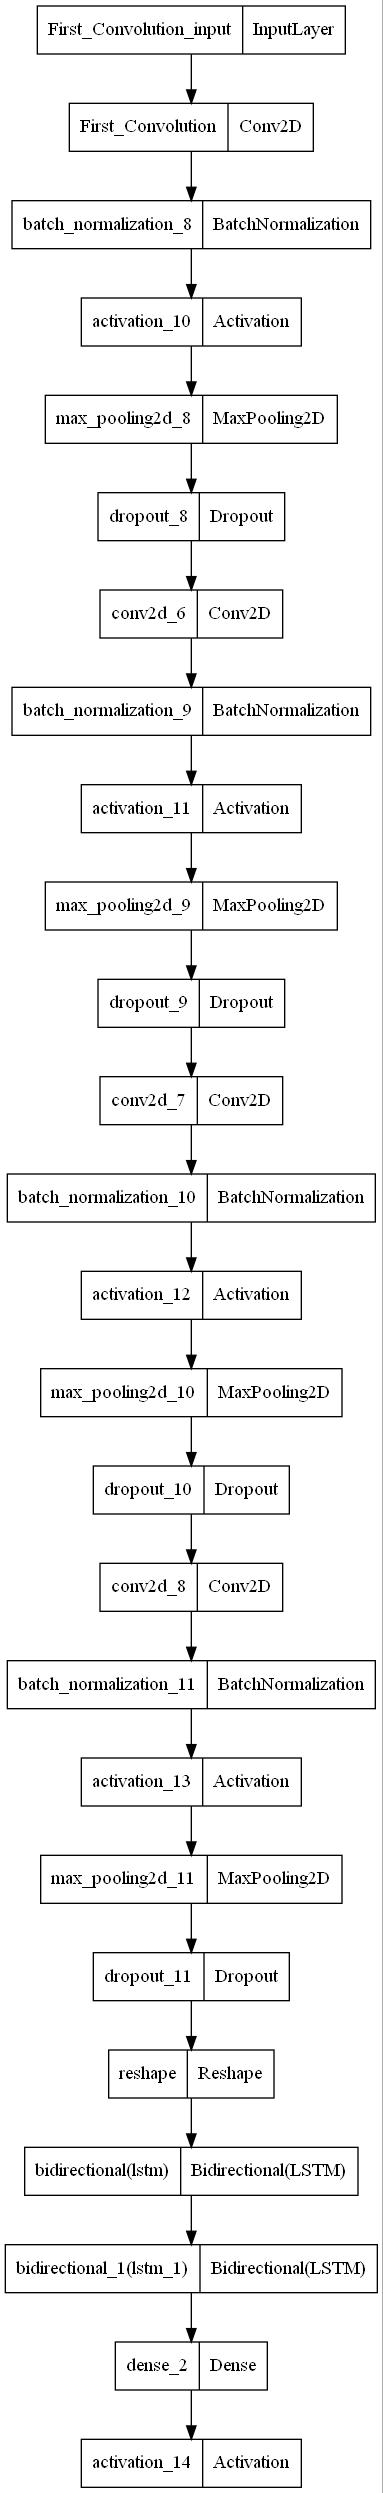 First_Convolution_input InputLayer
First_Convolution Conv2D
batch_normalization_8 BatchNormalization
activation_10 Activation
max_pooling2d_8 MaxPooling2D
dropout_8 Dropout
conv2d_6 Conv2D
batch_normalization_9 BatchNormalization
activation_11 Activation
max_pooling2d_9 MaxPooling2D
dropout_9 Dropout
conv2d_7 Conv2D
batch_normalization_10 BatchNormalization
activation_12 Activation
max_pooling2d_10 MaxPooling2D
dropout_10 Dropout
conv2d_8 Conv2D
batch_normalization_11 BatchNormalization
activation_13 Activation
max_pooling2d_11 MaxPooling2D
dropout_11 Dropout
reshape Reshape
bidirectional(lstm) Bidirectional(LSTM)
bidirectional_1(lstm_1) Bidirectional(LSTM)
dense_2 Dense
activation_14 Activation